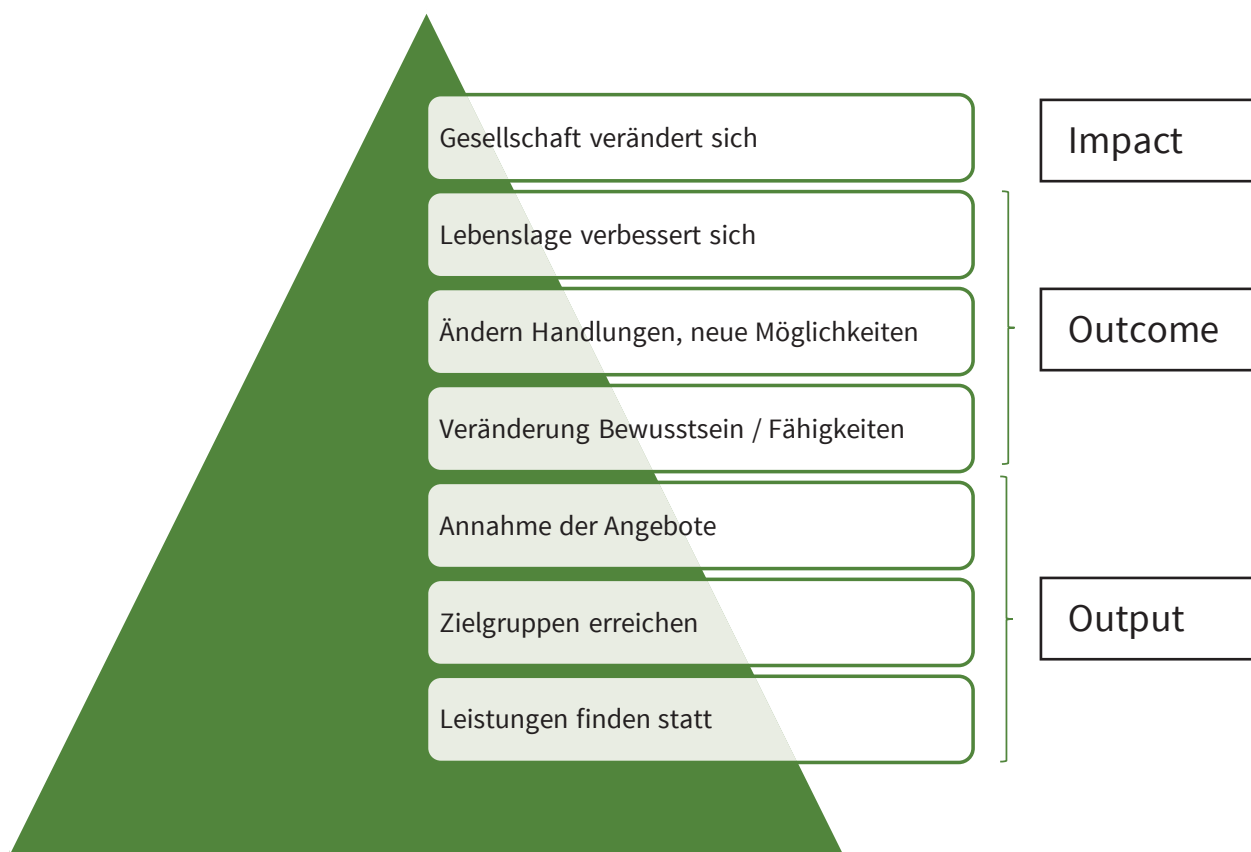 Gesellschaft verändert sich
Impact
Lebenslage verbessert sich
Ändern Handlungen, neue Möglichkeiten
Outcome
Veränderung Bewusstsein / Fähigkeiten
Annahme der Angebote
Zielgruppen erreichen
Output
Leistungen finden statt